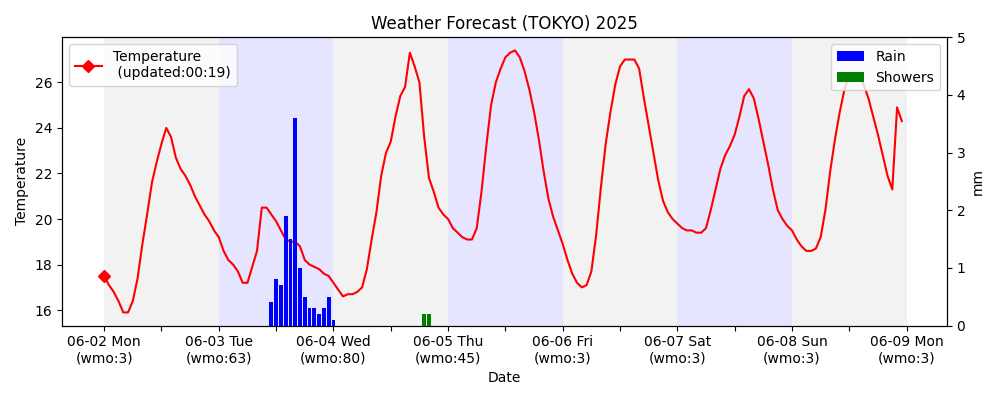 Weather Forecast (TOKYO) 2025
Temperature
(updated:00:19)
Rain
Showers
Temperature
26
24
22
20
18
16
5
4
3
2
1
0
mm
06-02 Mon
(wmo:3)
06-03 Tue
(wmo:63)
06-04 Wed
(wmo:80)
06-05 Thu
(wmo:45)
06-06 Fri
(wmo:3)
06-07 Sat
(wmo:3)
06-08 Sun
(wmo:3)
06-09 Mon
(wmo:3)
Date